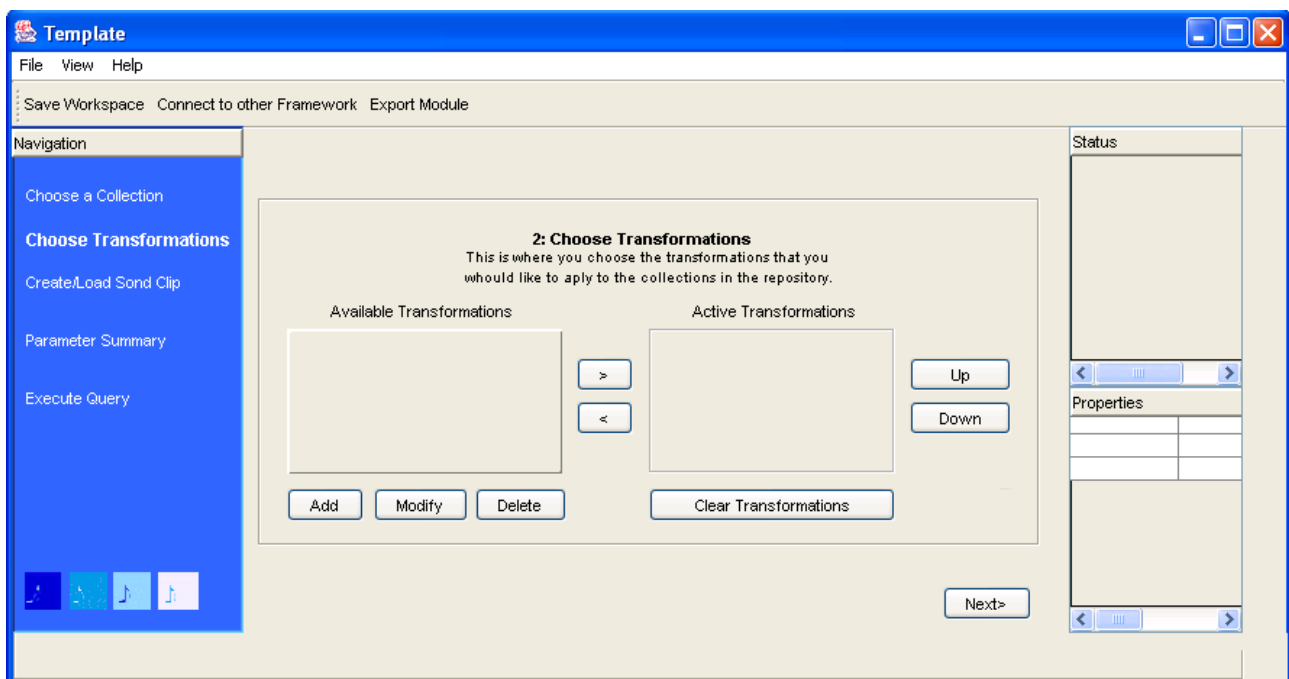 Template
File View Help
Save Workspace Connect to other Framework Export Module
Navigation
Choose a Collection
Choose Transformations
Create/Load Sond Clip
Parameter Summary
Execute Query
2: Choose Transformations
This is where you choose the transformations that you
whould like to aply to the collections in the repository.
Available Transformations
Active Transformations
>
<
Up
Down
Add
Modify
Delete
Clear Transformations
Next>
Status
Properties